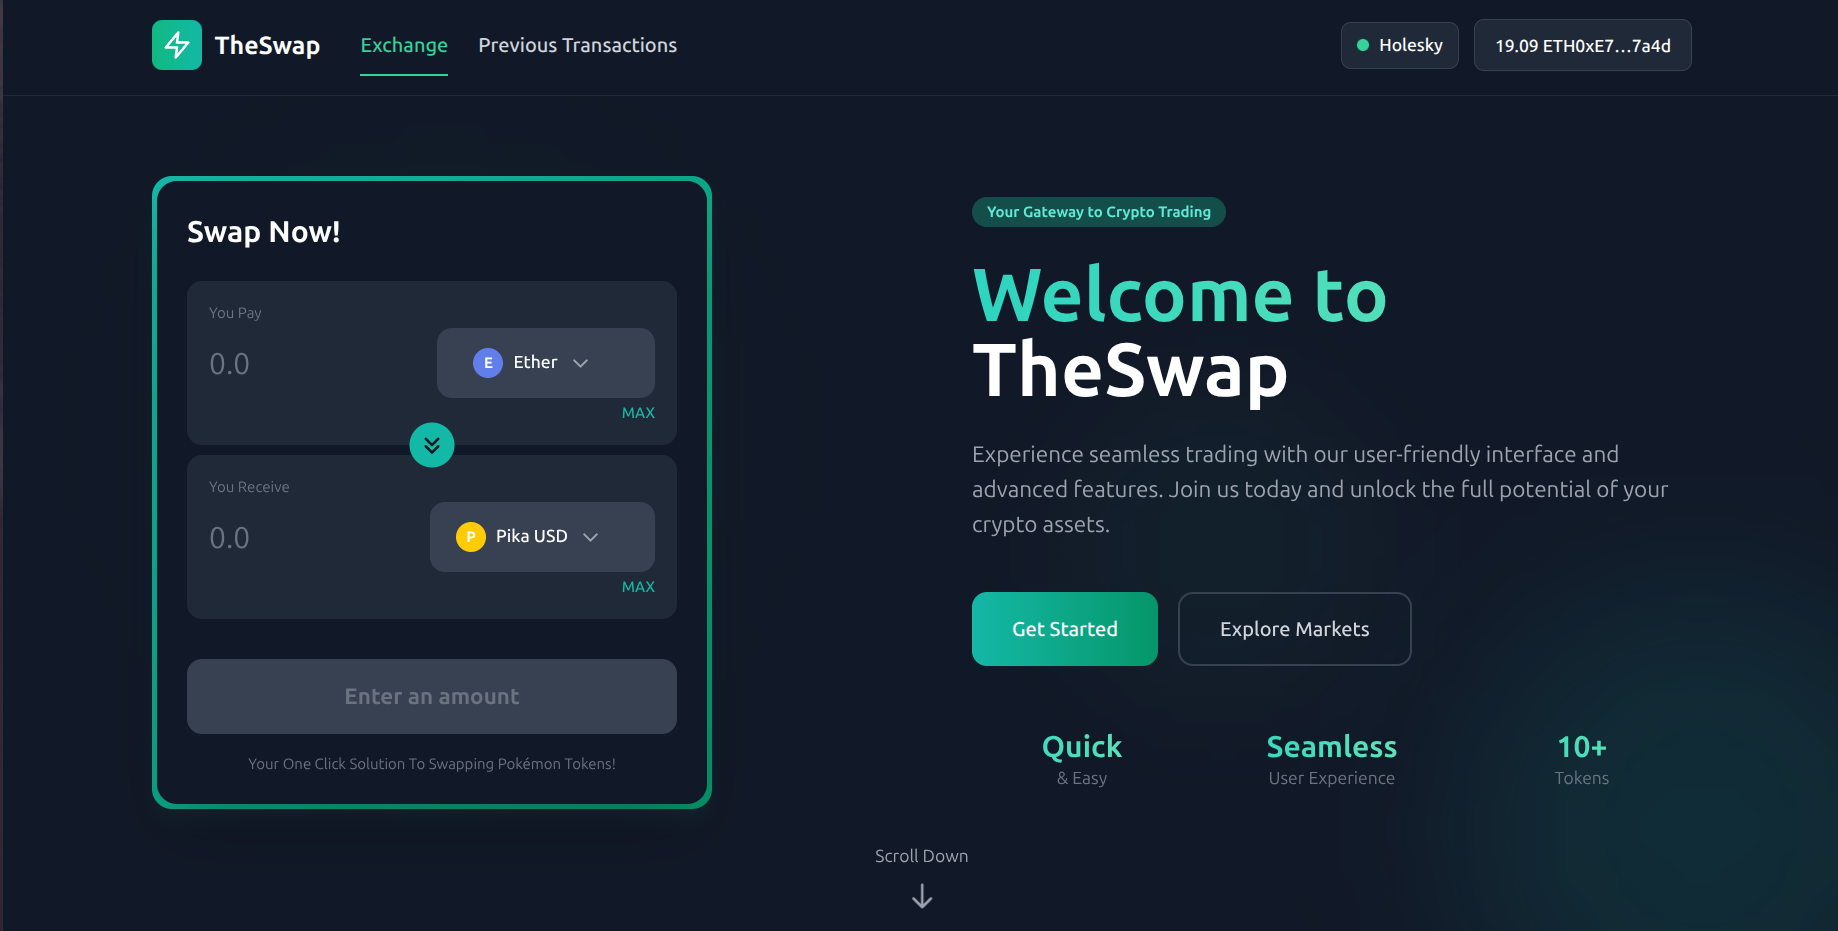 TheSwap
Exchange
Previous Transactions
Holesky
19.09 ETH0xE7...7a4d
Swap Now!
You Pay
0.0
E
Ether
MAX
You Receive
0.0
P
Pika USD
MAX
Enter an amount
Your One Click Solution To Swapping Pokémon Tokens!
Your Gateway to Crypto Trading
Welcome to
TheSwap
Experience seamless trading with our user-friendly interface and
advanced features. Join us today and unlock the full potential of your
crypto assets.
Get Started
Explore Markets
Quick
& Easy
Seamless
User Experience
10+
Tokens
Scroll Down